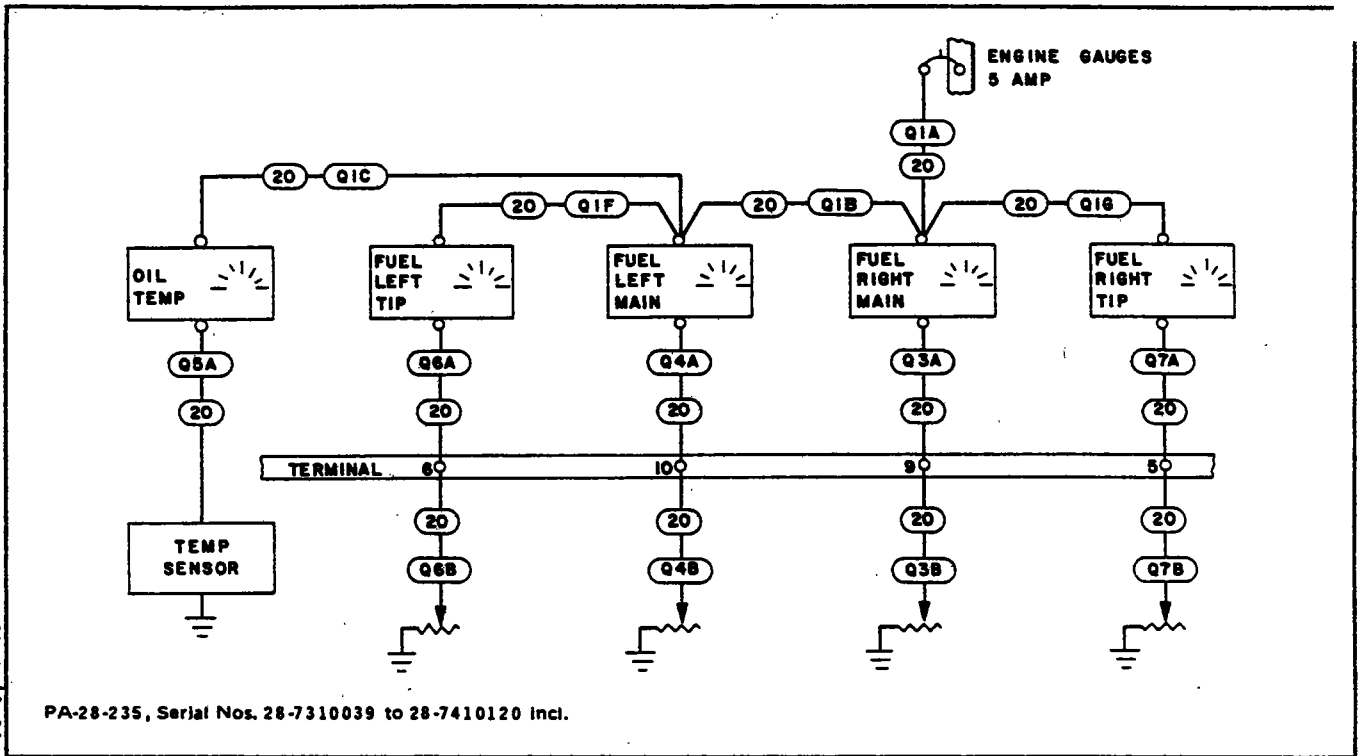 ENGINE GAUGES
5 AMP
Q1A
20
20 Q1C
20 Q1F
20 Q1B
20 Q1G
OIL
TEMP
FUEL
LEFT
TIP
FUEL
LEFT
MAIN
FUEL
RIGHT
MAIN
FUEL
RIGHT
TIP
Q5A
Q6A
Q4A
Q3A
Q7A
20
20
20
20
20
TERMINAL 6 10 9 5
20
20
20
20
TEMP
SENSOR
Q6B
Q4B
Q3B
Q7B
PA-28-235, Serial Nos. 28-7310039 to 28-7410120 incl.